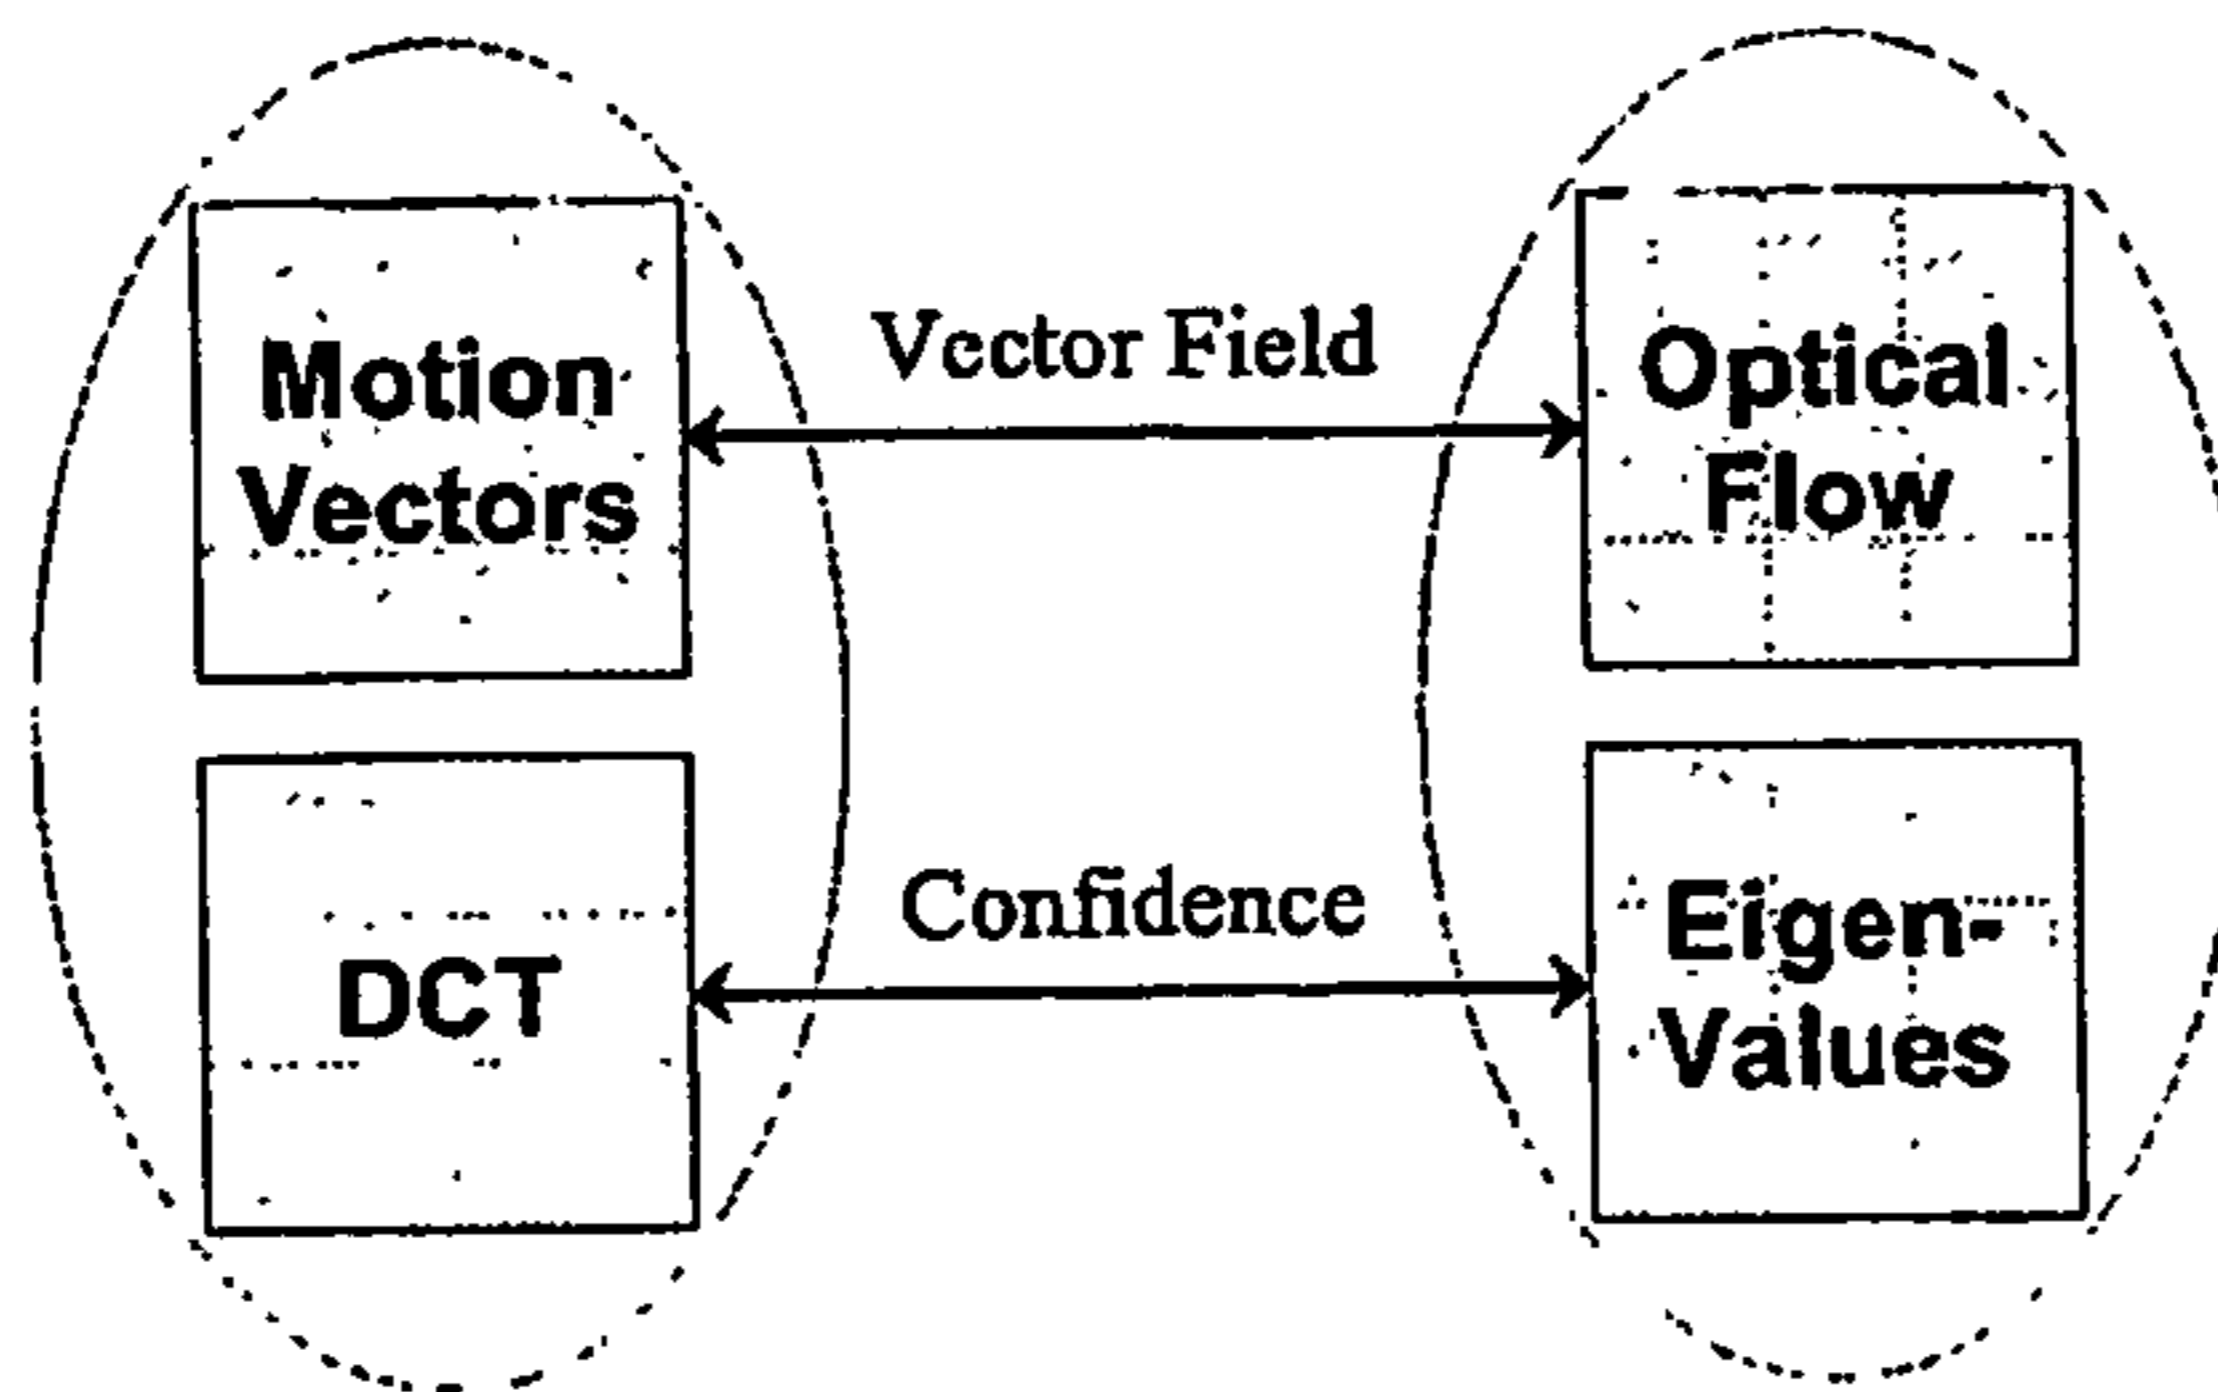 Motion
Vectors
Vector Field
Optical
Flow
DCT
Confidence
Eigen-
Values